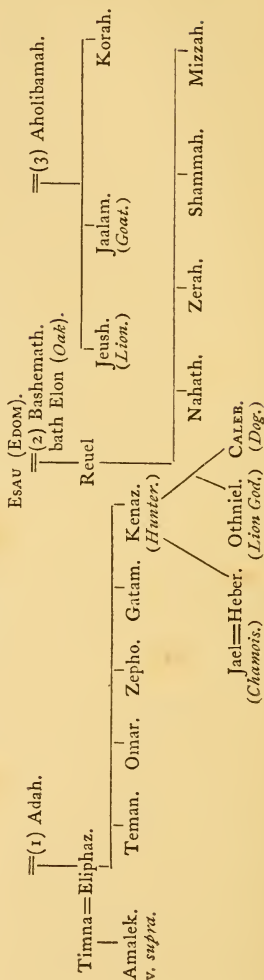 ESAU (EDOM).
=(1) Adah.
=(2) Bashemath.
bath Elon (Oak).
=(3) Aholibamah.
Timna=Eliphaz.
Reuel
Jeush.
(Lion.)
Jaalam.
(Goat.)
Korah.
Amalek.
v. supra.
Teman.
Omar.
Zepho.
Gatam.
Kenaz.
(Hunter.)
Nahath.
Zerah.
Shammah.
Mizzah.
Jael=Heber.
(Chamois.)
Othniel.
(Lion God.)
CALEB.
(Dog.)